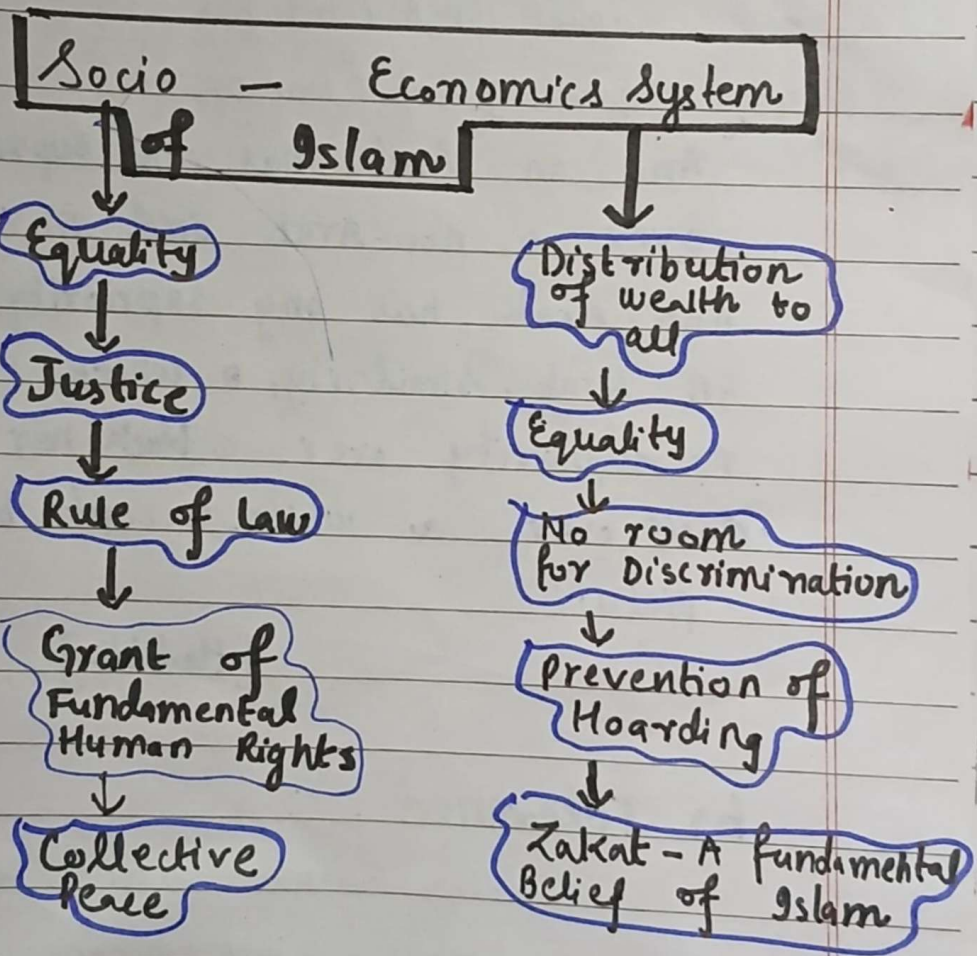 Socio - Economics System
of Islam
Equality
Justice
Rule of Law
Grant of
Fundamental
Human Rights
Collective
Peace
Distribution
of wealth to
all
Equality
No room
for Discrimination
Prevention of
Hoarding
Zakat - A fundamental
Belief of Islam